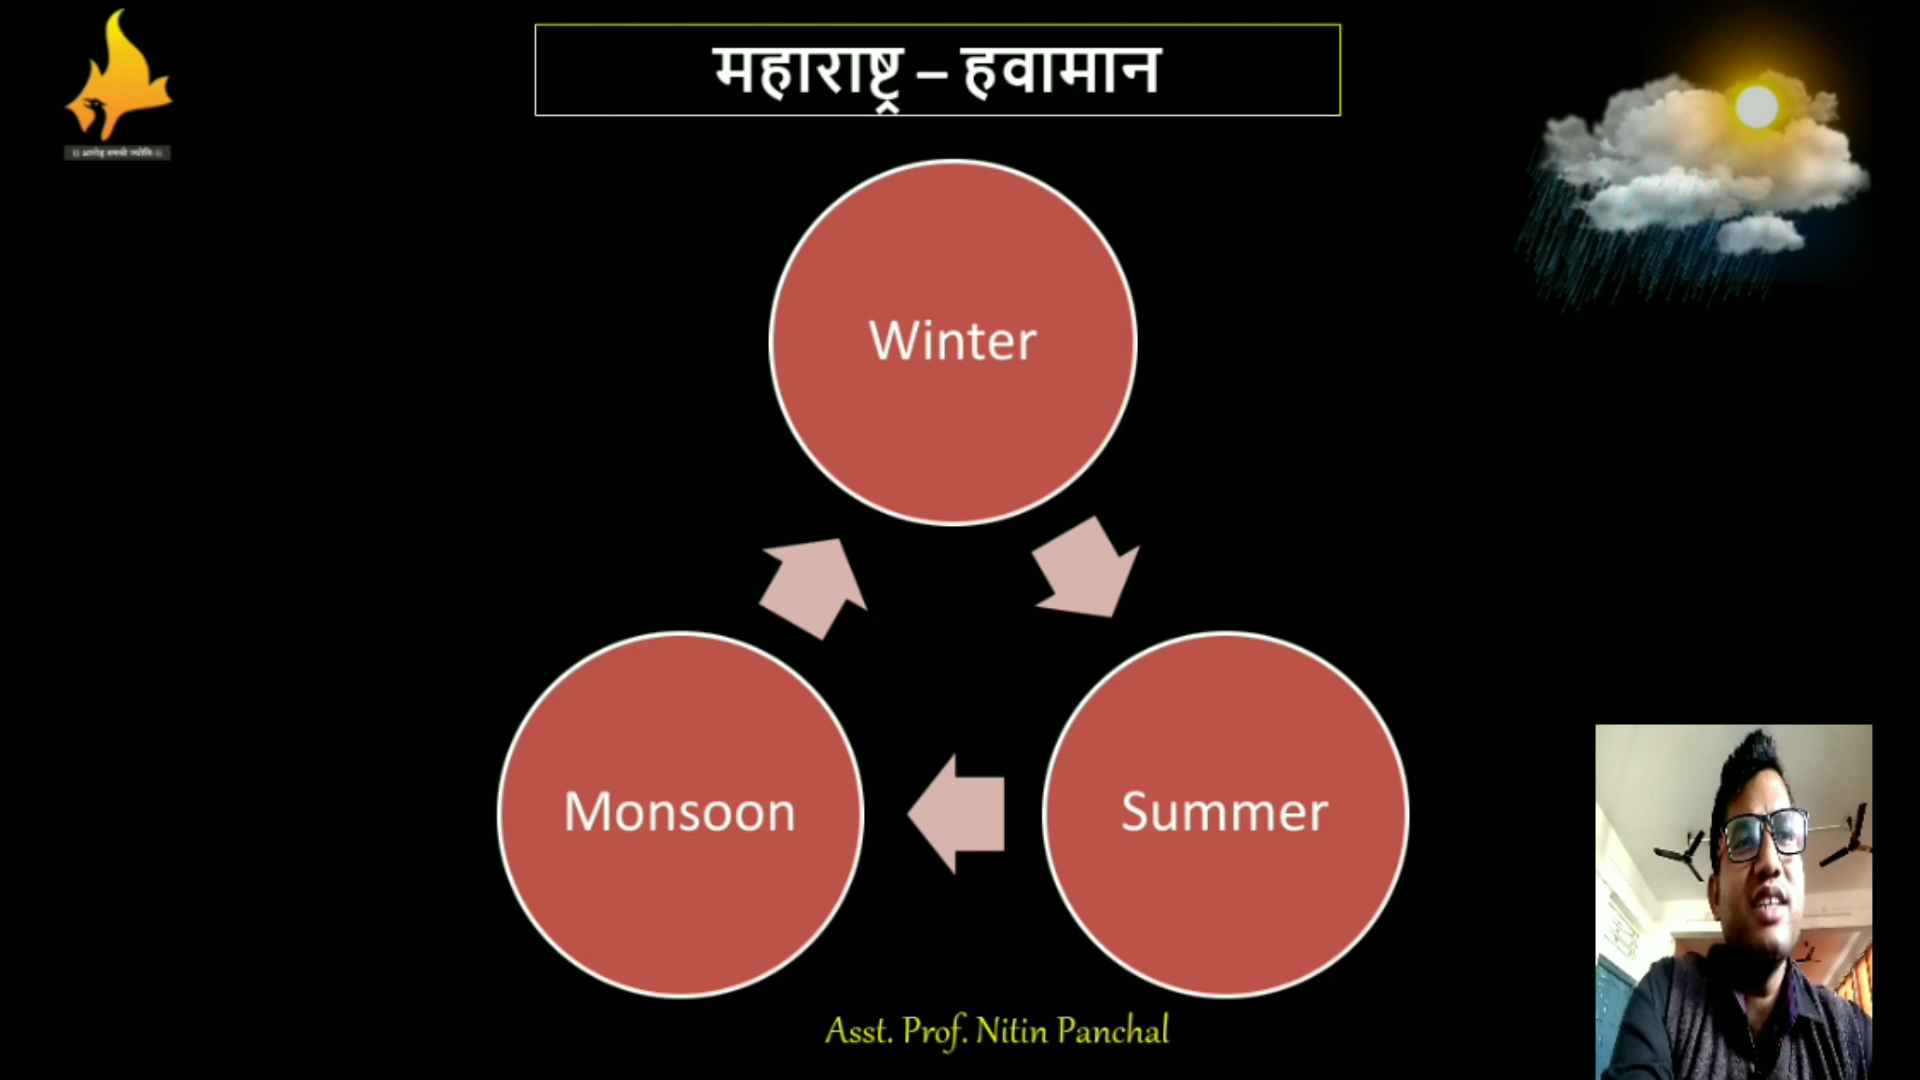 महाराष्ट्र – हवामान
Winter
Monsoon
Summer
Asst. Prof. Nitin Panchal